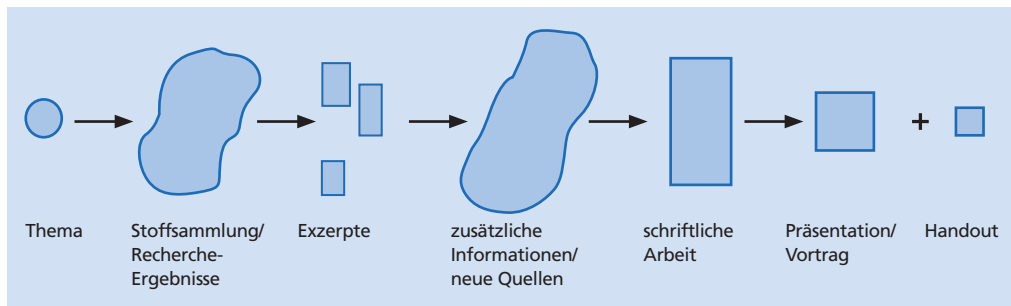 +
Thema
Stoffsammlung/
Recherche-
Ergebnisse
Exzerpte
zusätzliche
Informationen/
neue Quellen
schriftliche
Arbeit
Präsentation/
Vortrag
Handout